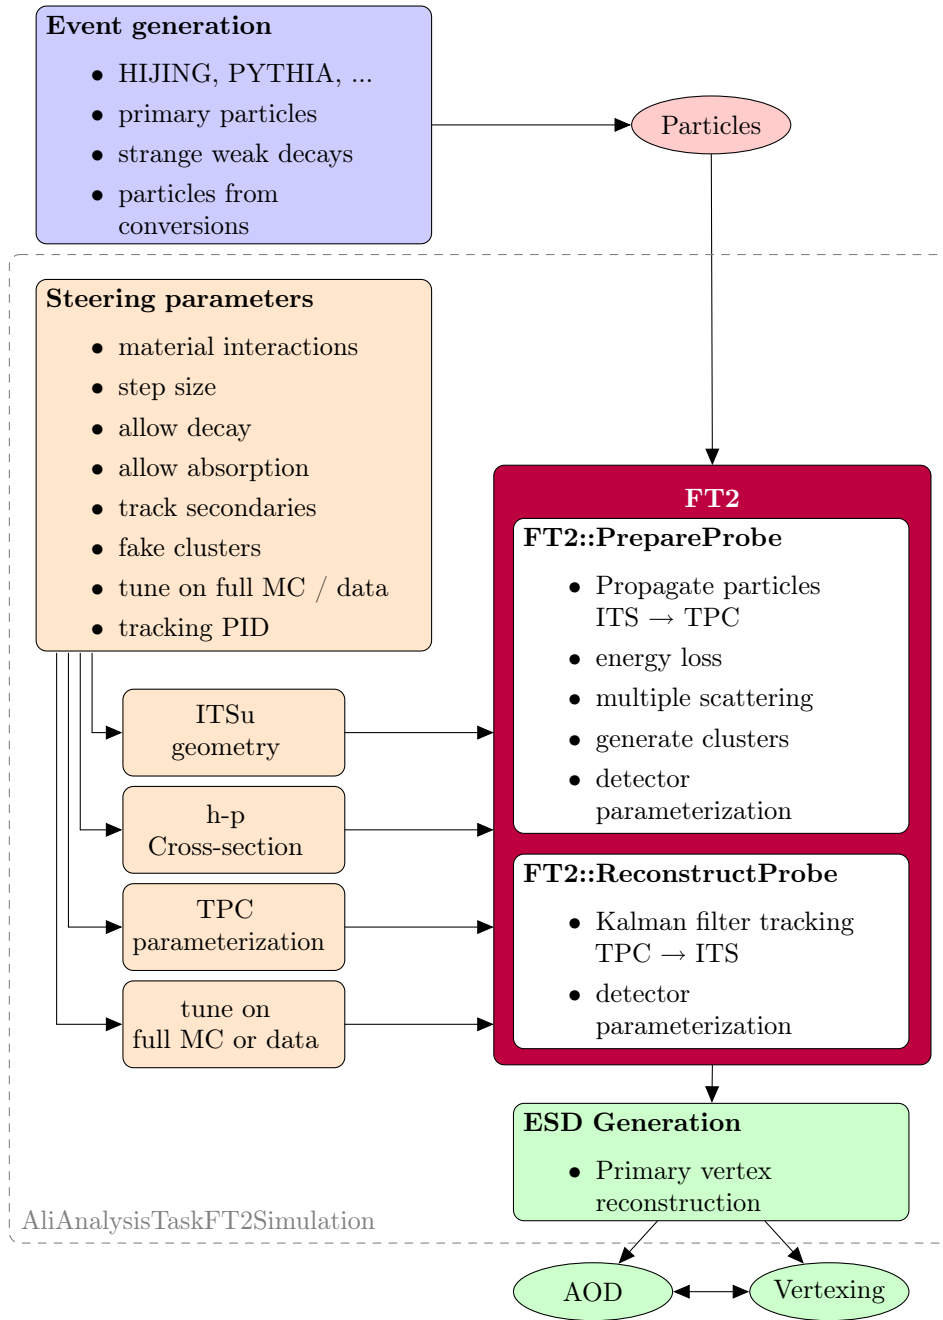 Event generation
• HIJING, PYTHIA, ...
• primary particles
• strange weak decays
• particles from
conversions
Particles
Steering parameters
• material interactions
• step size
• allow decay
• allow absorption
• track secondaries
• fake clusters
• tune on full MC / data
• tracking PID
ITSu
geometry
h-p
Cross-section
TPC
parameterization
tune on
full MC or data
FT2
FT2::PrepareProbe
• Propagate particles
ITS → TPC
• energy loss
• multiple scattering
• generate clusters
• detector
parameterization
FT2::ReconstructProbe
• Kalman filter tracking
TPC → ITS
• detector
parameterization
ESD Generation
• Primary vertex
reconstruction
AliAnalysisTaskFT2Simulation
AOD
Vertexing